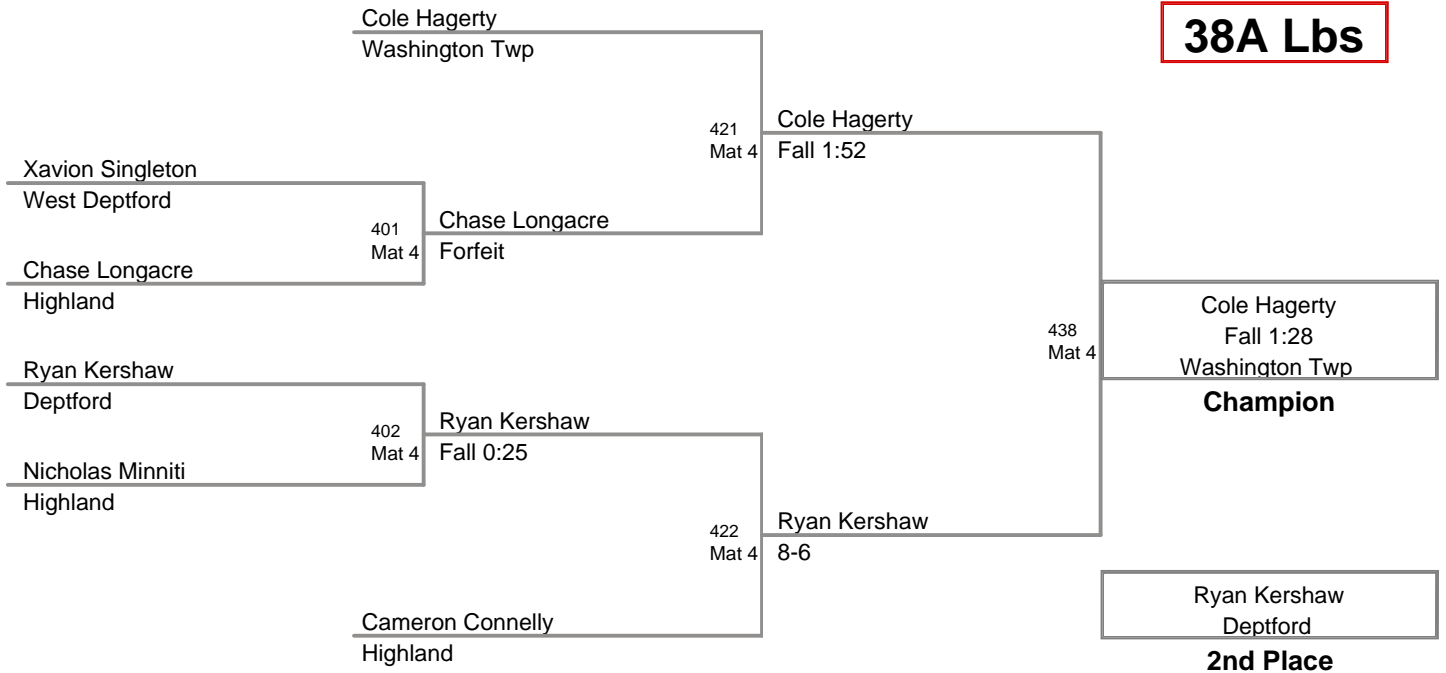 38A Lbs
Cole Hagerty
Washington Twp
421
Mat 4
Cole Hagerty
Fall 1:52
Xavion Singleton
West Deptford
401
Mat 4
Chase Longacre
Forfeit
Chase Longacre
Highland
438
Mat 4
Cole Hagerty
Fall 1:28
Washington Twp
Champion
Ryan Kershaw
Deptford
402
Mat 4
Ryan Kershaw
Fall 0:25
Nicholas Minniti
Highland
422
Mat 4
Ryan Kershaw
8-6
Cameron Connelly
Highland
Ryan Kershaw
Deptford
2nd Place